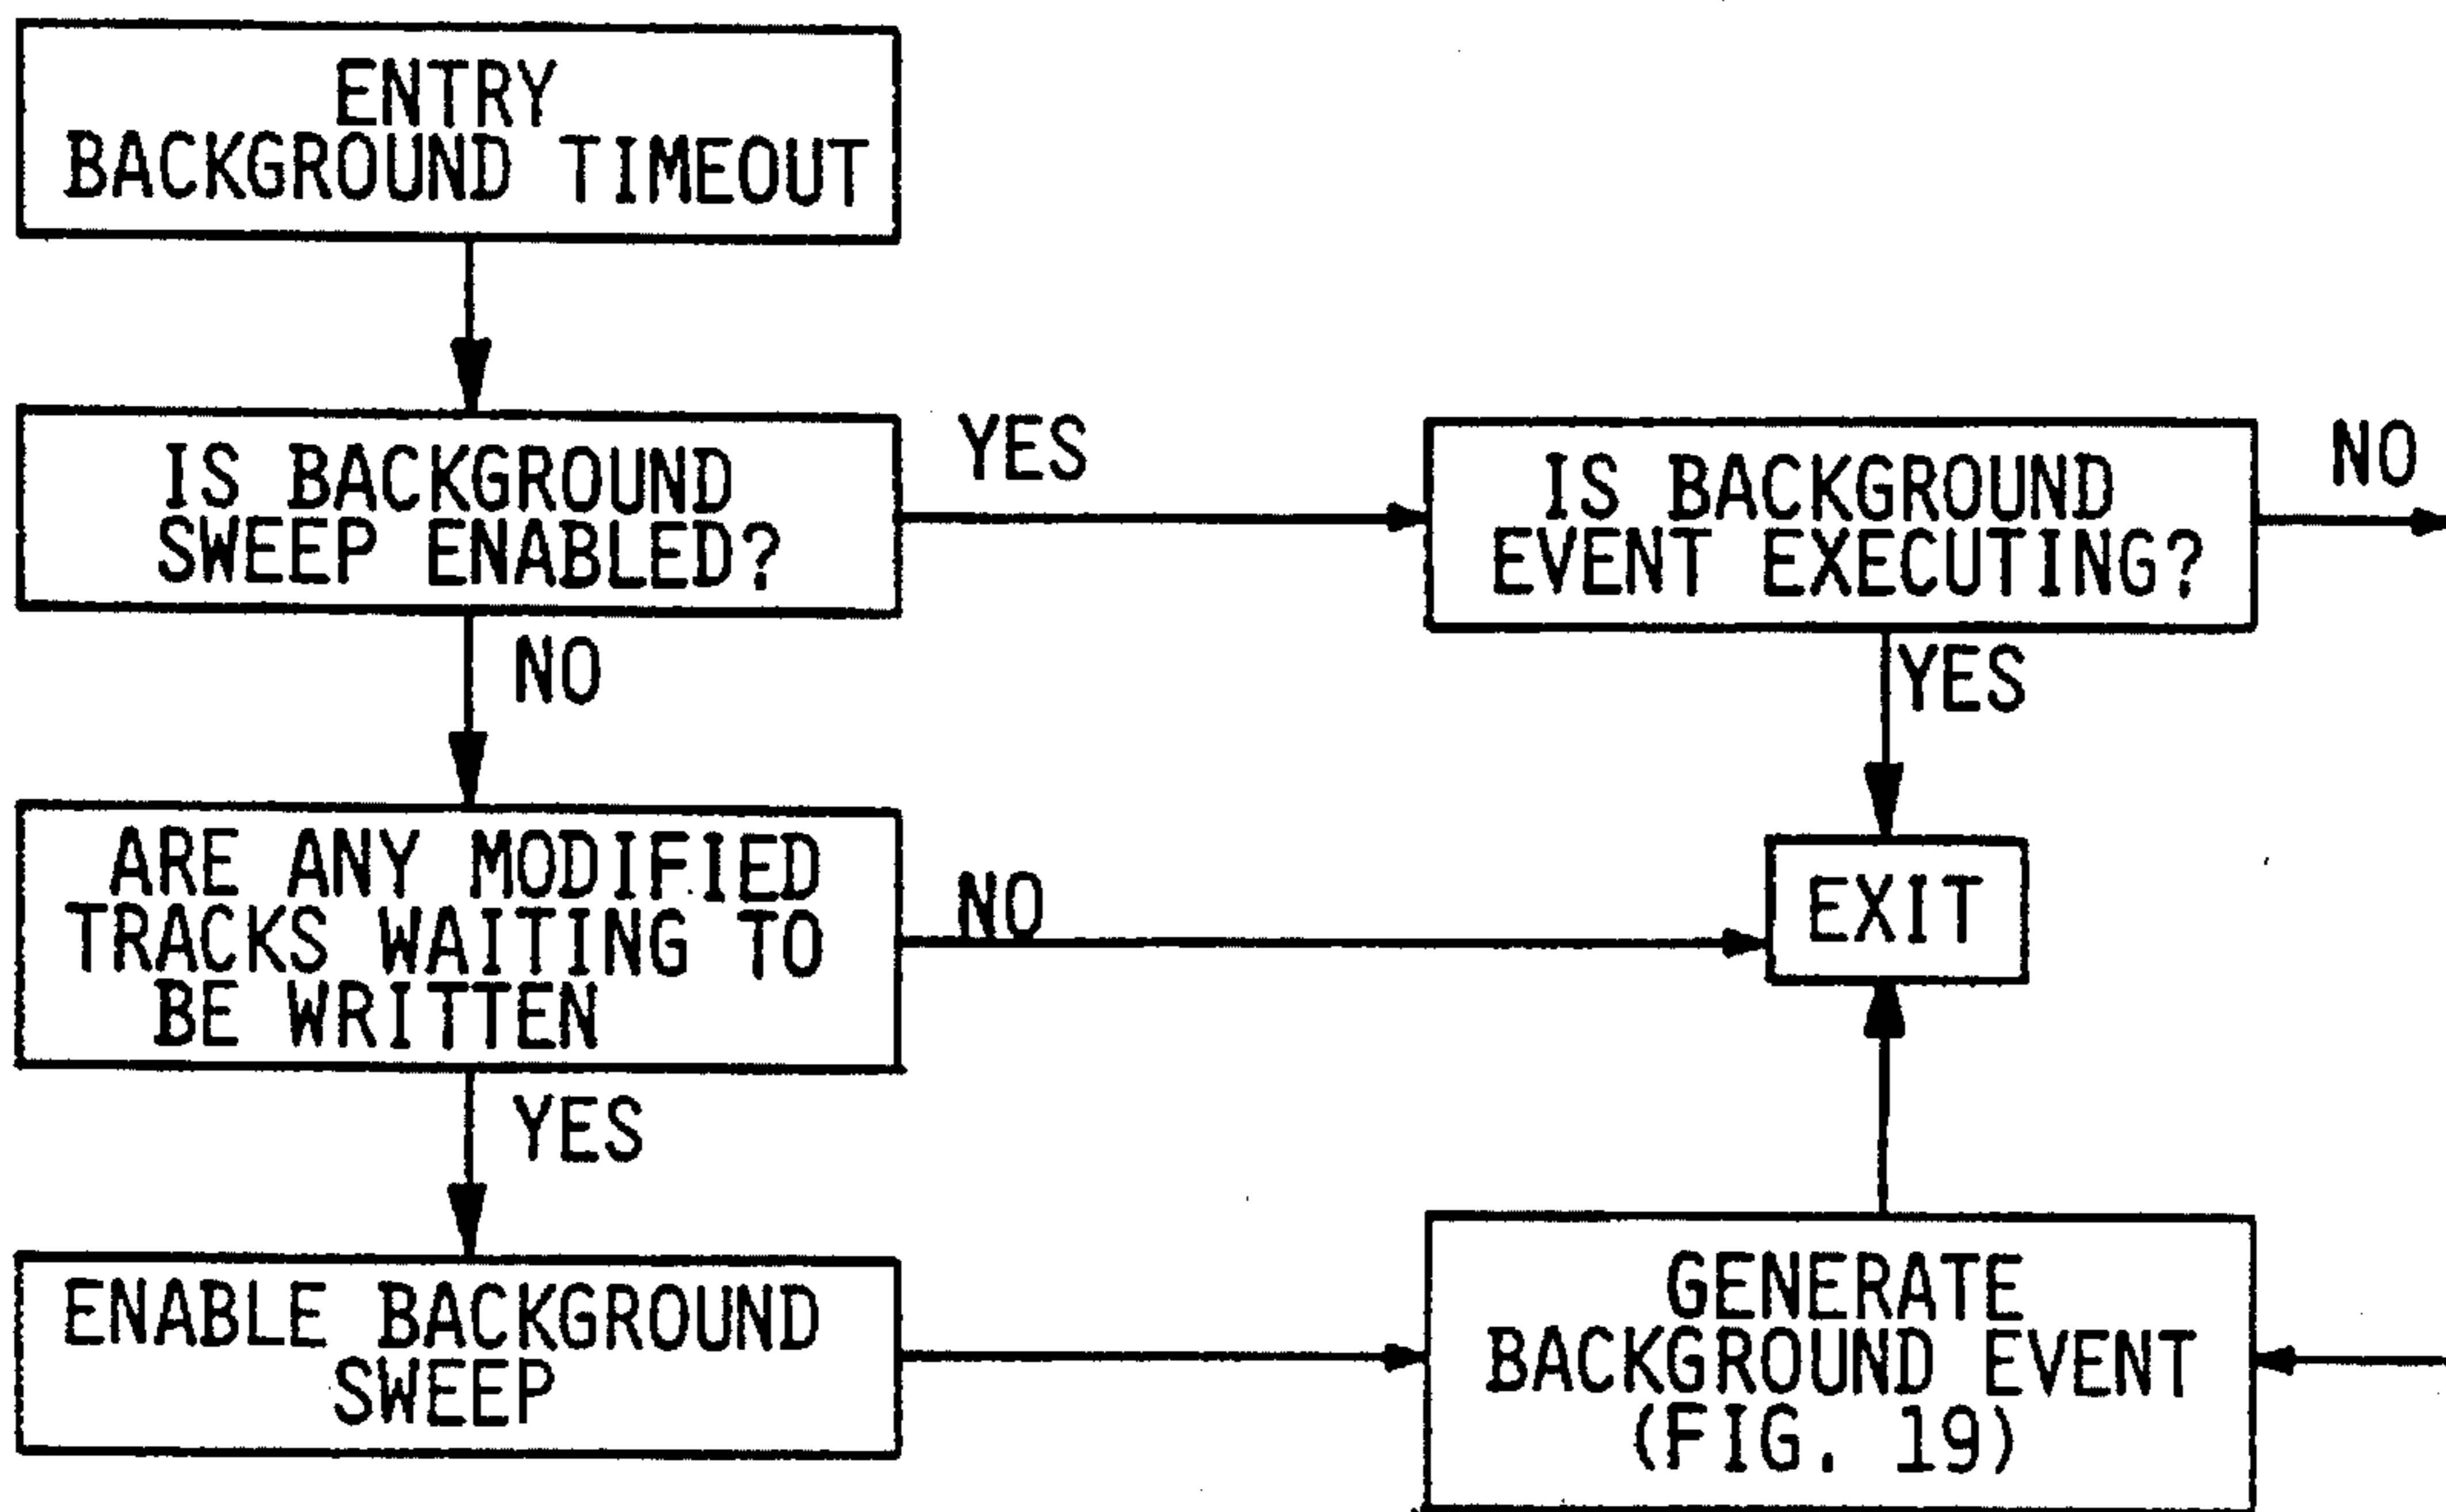 ENTRY
BACKGROUND TIMEOUT
IS BACKGROUND
SWEEP ENABLED?
YES
IS BACKGROUND
EVENT EXECUTING?
NO
NO
YES
ARE ANY MODIFIED
TRACKS WAITING TO
BE WRITTEN
NO
EXIT
YES
ENABLE BACKGROUND
SWEEP
GENERATE
BACKGROUND EVENT
(FIG. 19)